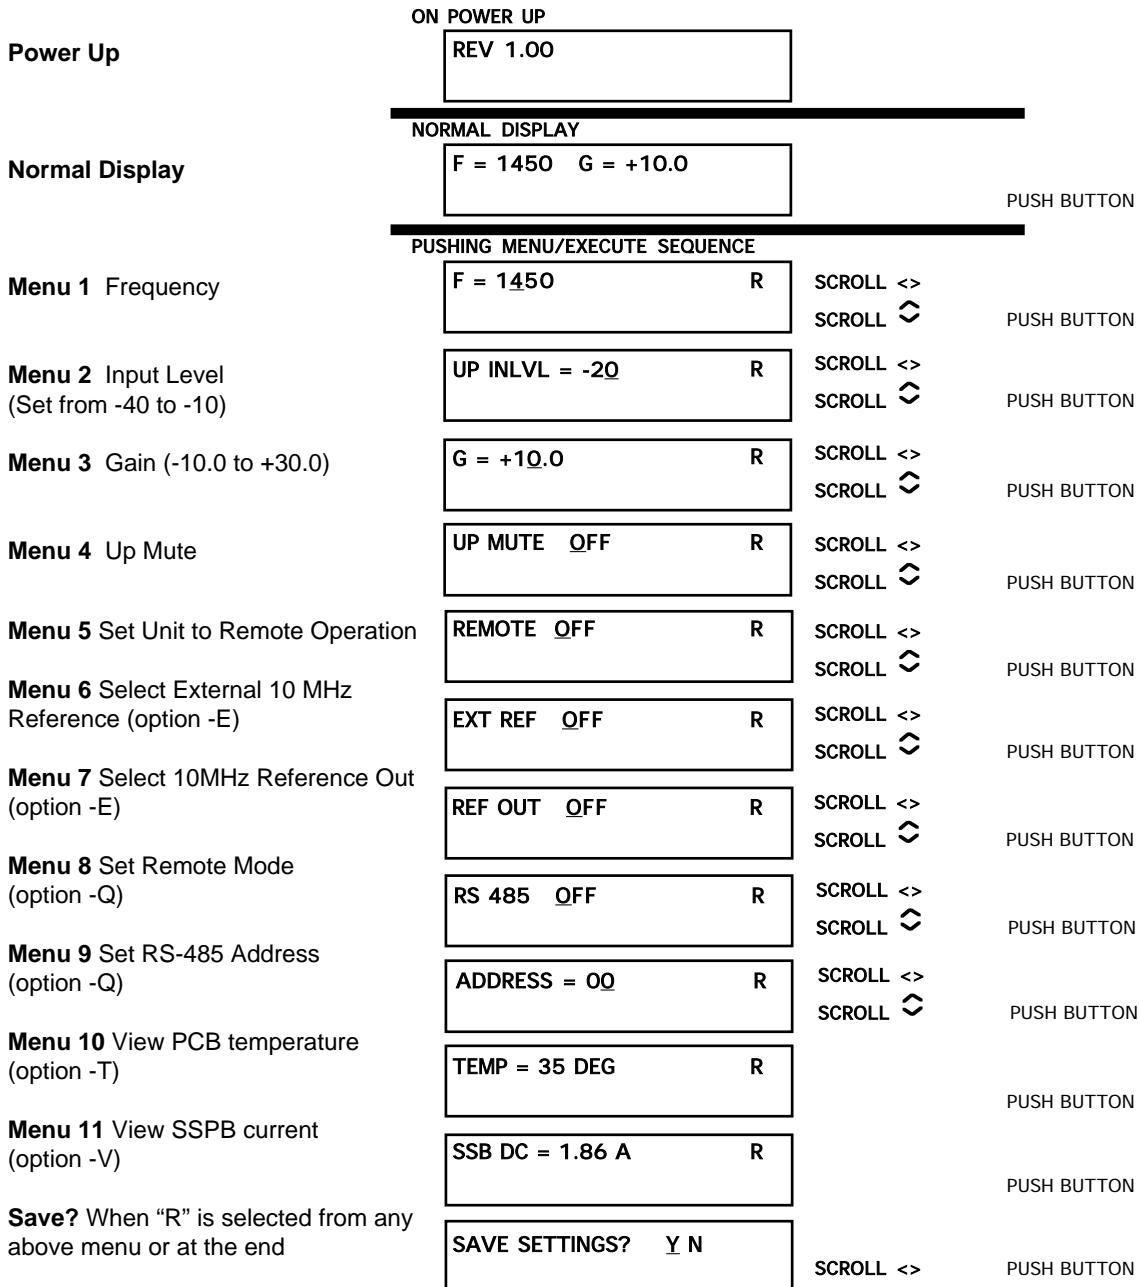 ON POWER UP
Power Up
REV 1.00
NORMAL DISPLAY
Normal Display
F = 1450 G = +10.0
PUSH BUTTON
PUSHING MENU/EXECUTE SEQUENCE
Menu 1 Frequency
F = 1450 R
SCROLL <>
SCROLL
PUSH BUTTON
Menu 2 Input Level
(Set from -40 to -10)
UP INLVL = -20 R
SCROLL <>
SCROLL
PUSH BUTTON
Menu 3 Gain (-10.0 to +30.0)
G = +10.0 R
SCROLL <>
SCROLL
PUSH BUTTON
Menu 4 Up Mute
UP MUTE OFF R
SCROLL <>
SCROLL
PUSH BUTTON
Menu 5 Set Unit to Remote Operation
REMOTE OFF R
SCROLL <>
SCROLL
PUSH BUTTON
Menu 6 Select External 10 MHz
Reference (option -E)
EXT REF OFF R
SCROLL <>
SCROLL
PUSH BUTTON
Menu 7 Select 10MHz Reference Out
(option -E)
REF OUT OFF R
SCROLL <>
SCROLL
PUSH BUTTON
Menu 8 Set Remote Mode
(option -Q)
RS 485 OFF R
SCROLL <>
SCROLL
PUSH BUTTON
Menu 9 Set RS-485 Address
(option -Q)
ADDRESS = 00 R
SCROLL <>
SCROLL
PUSH BUTTON
Menu 10 View PCB temperature
(option -T)
TEMP = 35 DEG R
PUSH BUTTON
Menu 11 View SSPB current
(option -V)
SSB DC = 1.86 A R
PUSH BUTTON
Save? When “R” is selected from any
above menu or at the end
SAVE SETTINGS? Y N
SCROLL <>
PUSH BUTTON